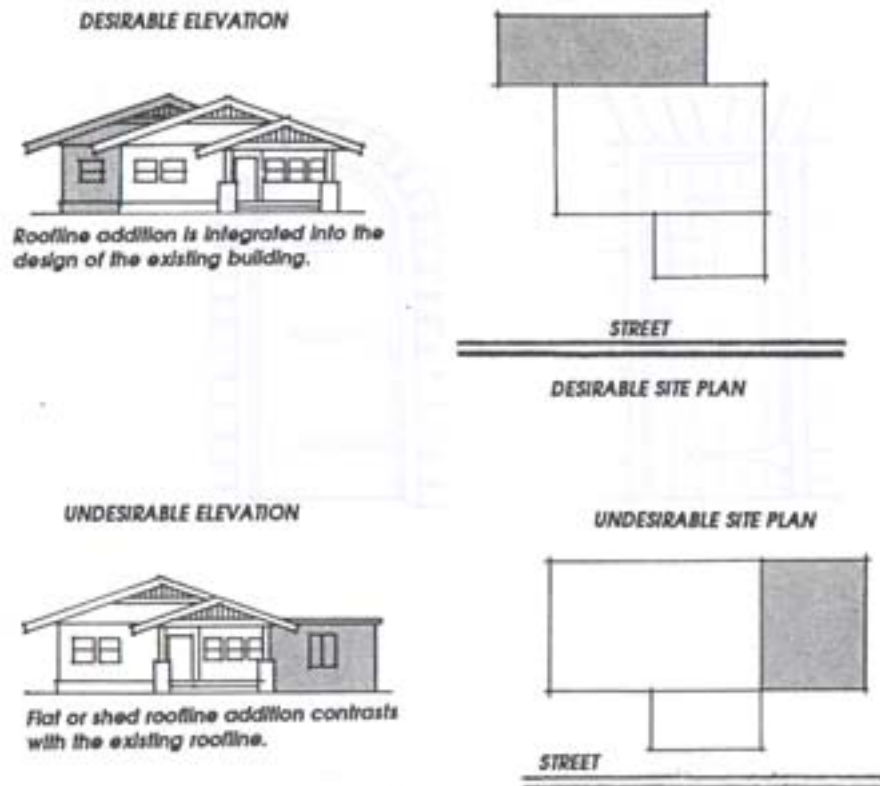 DESIRABLE ELEVATION
Roofline addition is integrated into the
design of the existing building.
STREET
DESIRABLE SITE PLAN
UNDESIRABLE ELEVATION
Flat or shed roofline addition contrasts
with the existing roofline.
UNDESIRABLE SITE PLAN
STREET